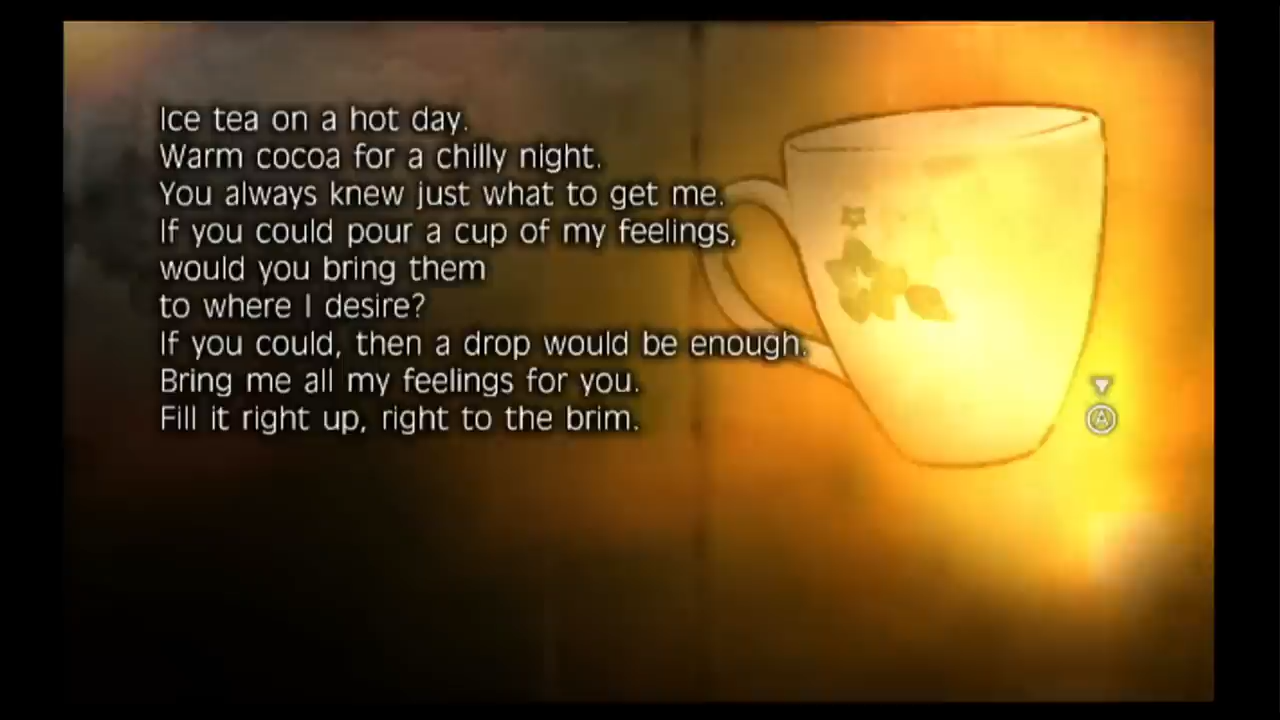 Ice tea on a hot day.
Warm cocoa for a chilly night.
You always knew just what to get me.
If you could pour a cup of my feelings,
would you bring them
to where I desire?
If you could, then a drop would be enough.
Bring me all my feelings for you.
Fill it right up, right to the brim.
A